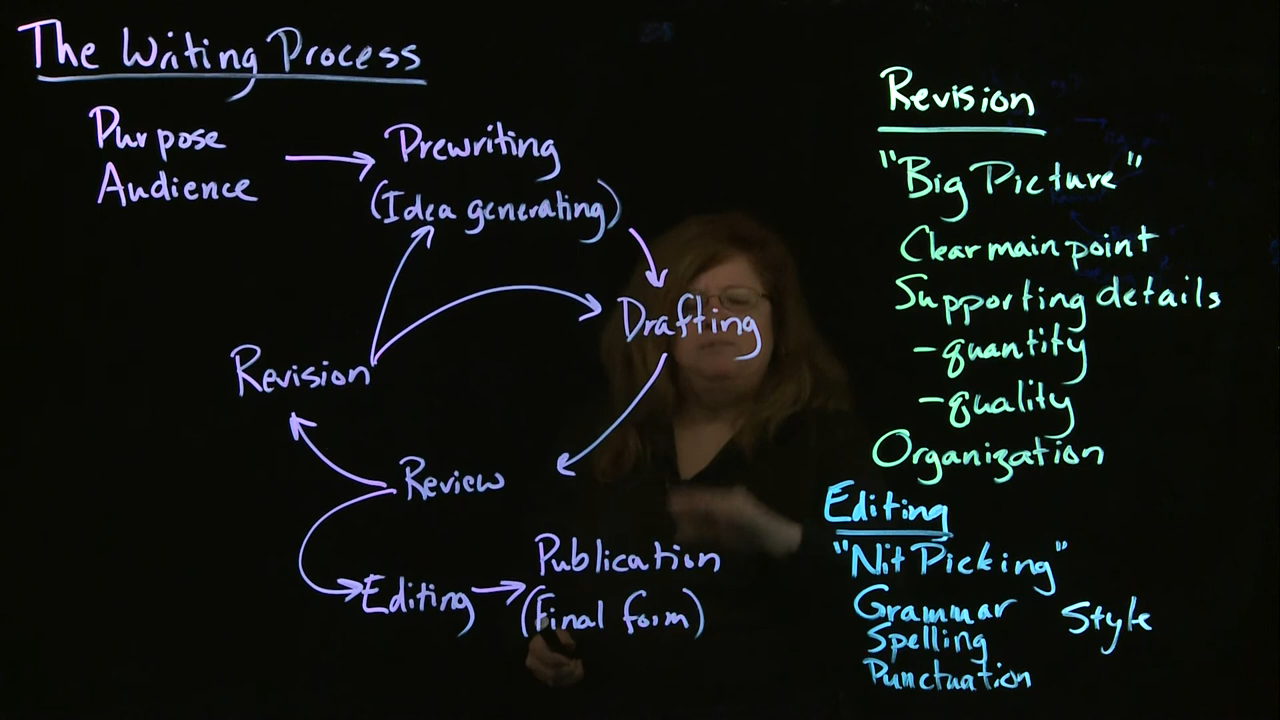 The Writing Process
Purpose
Audience
Prewriting
(Idea generating)
Drafting
Revision
Review
Editing
Publication
(Final form)
Revision
"Big Picture"
Clear main point
Supporting details
-quantity
-quality
Organization
Editing
"Nit Picking"
Grammar
Spelling
Punctuation
Style